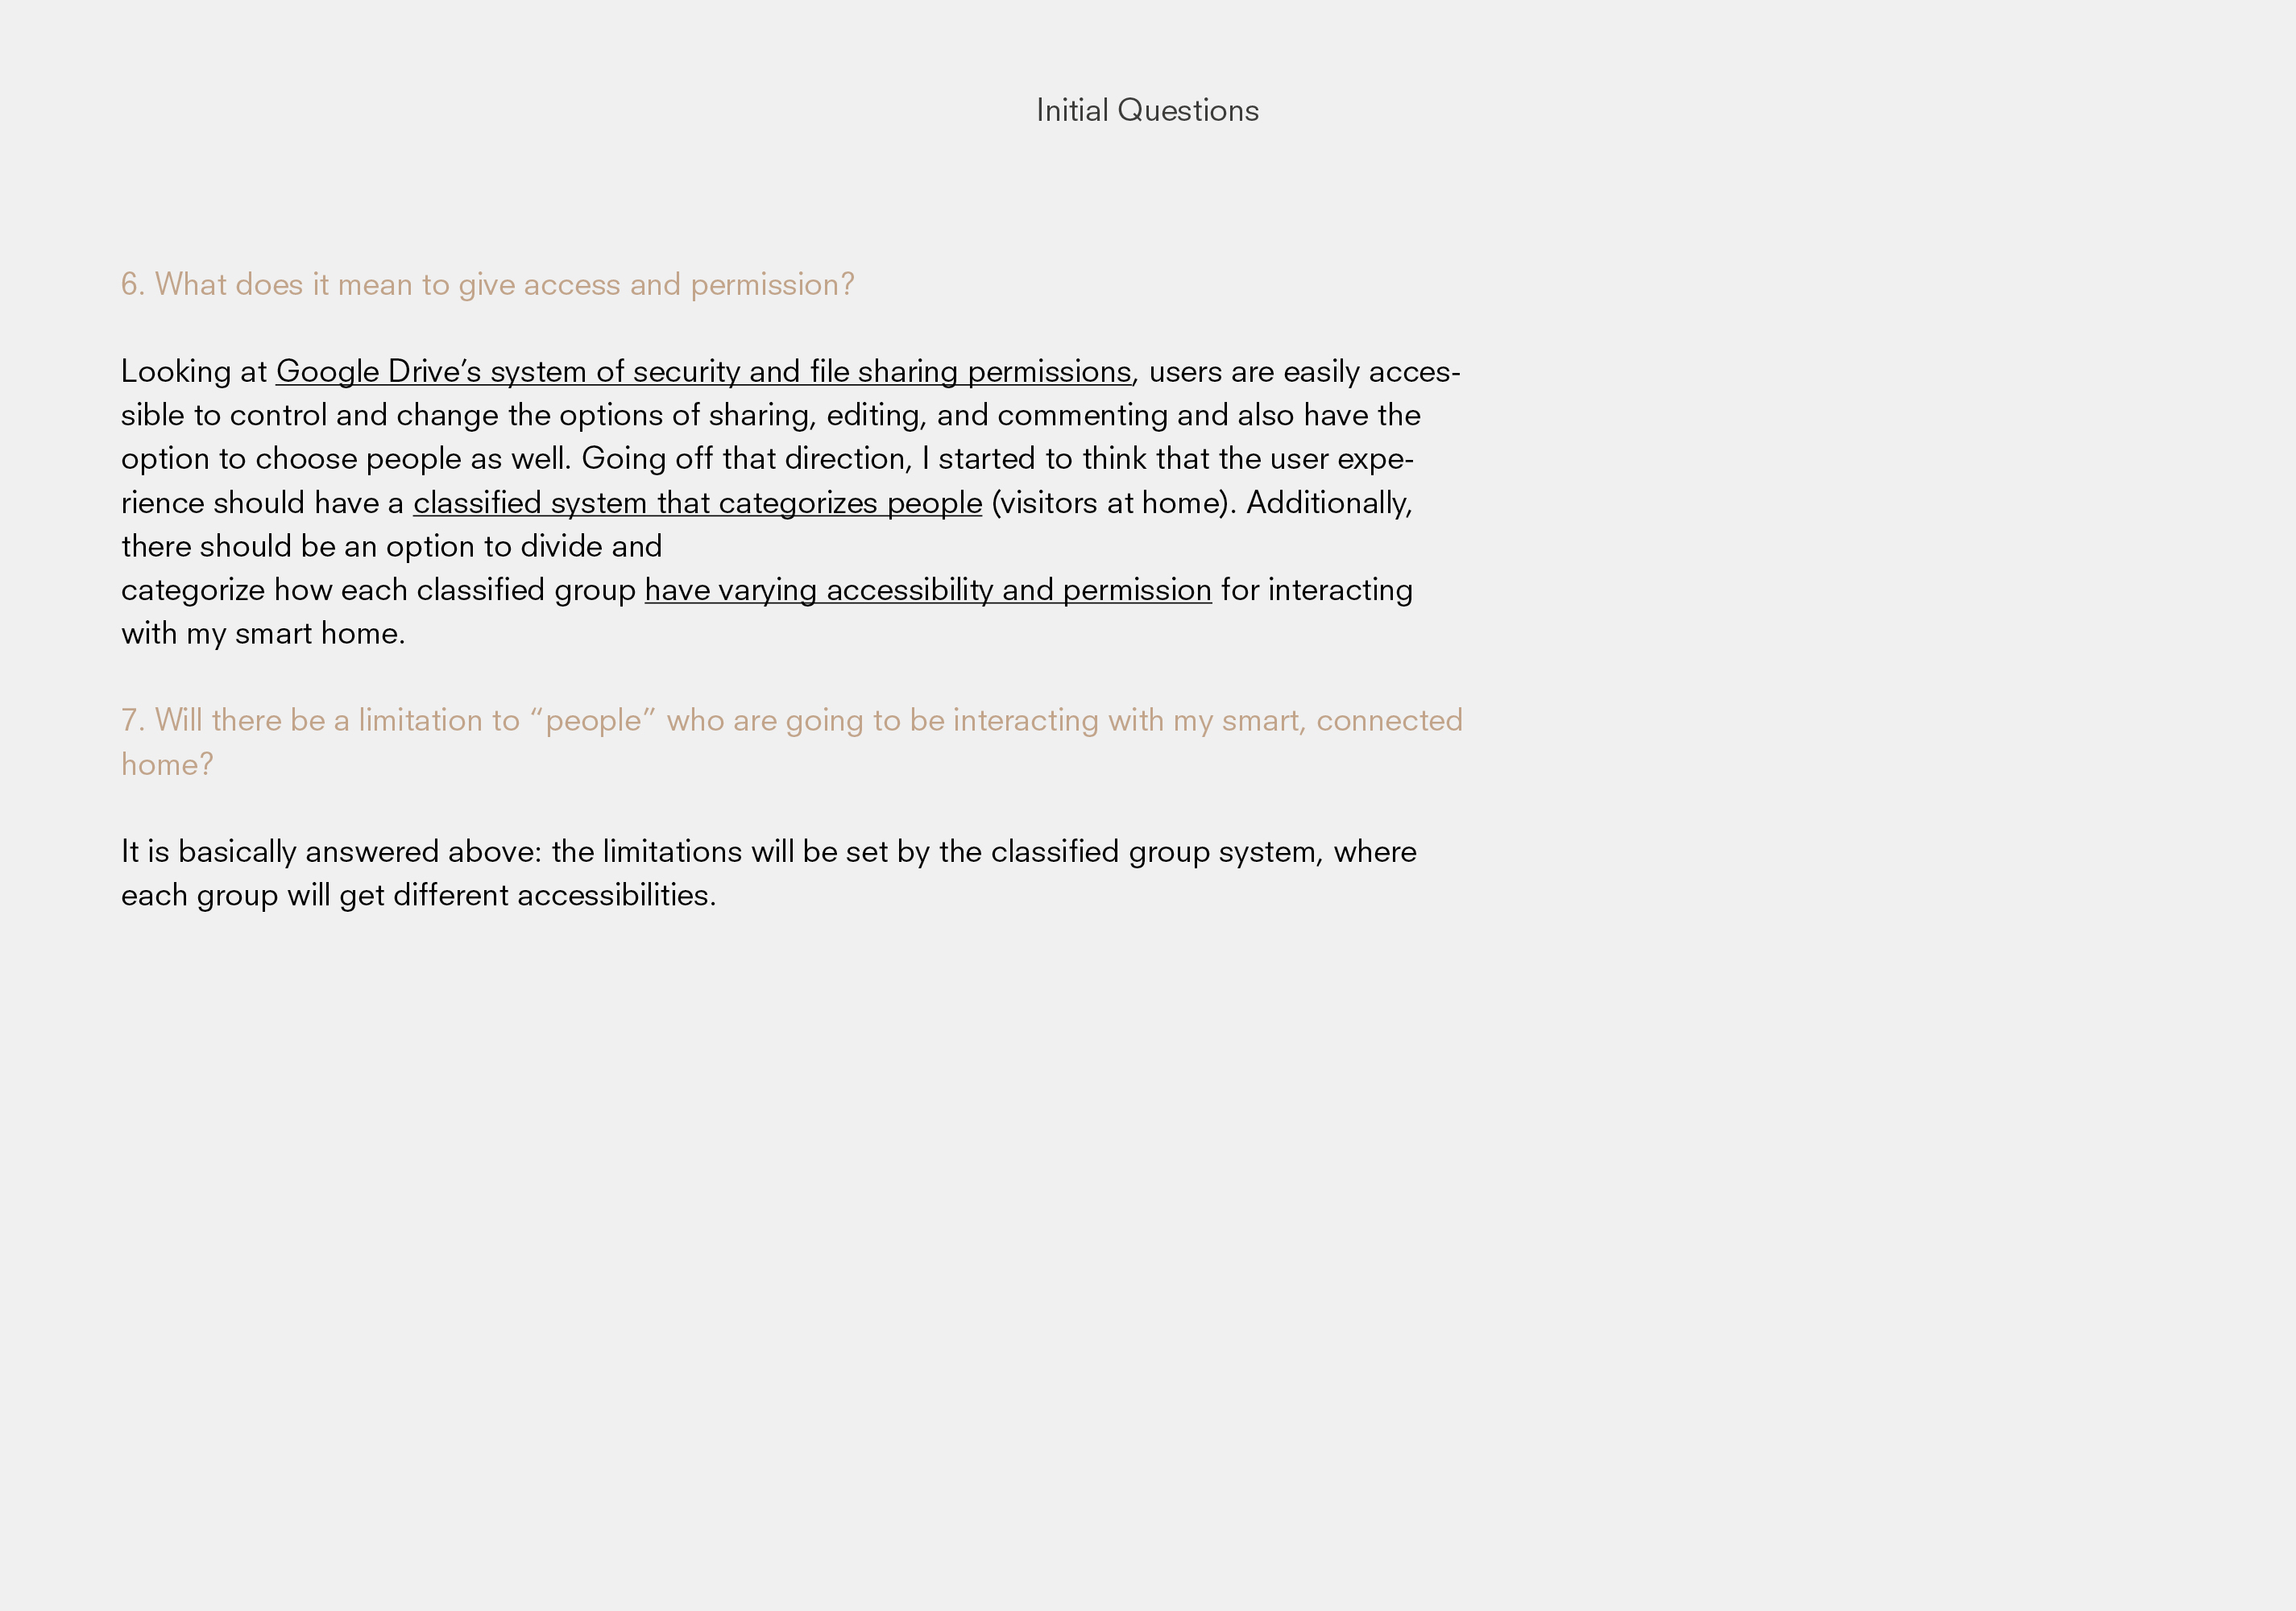 Initial Questions
6. What does it mean to give access and permission?
Looking at Google Drive’s system of security and file sharing permissions, users are easily acces-
sible to control and change the options of sharing, editing, and commenting and also have the
option to choose people as well. Going off that direction, I started to think that the user expe-
rience should have a classified system that categorizes people (visitors at home). Additionally,
there should be an option to divide and
categorize how each classified group have varying accessibility and permission for interacting
with my smart home.
7. Will there be a limitation to “people” who are going to be interacting with my smart, connected
home?
It is basically answered above: the limitations will be set by the classified group system, where
each group will get different accessibilities.